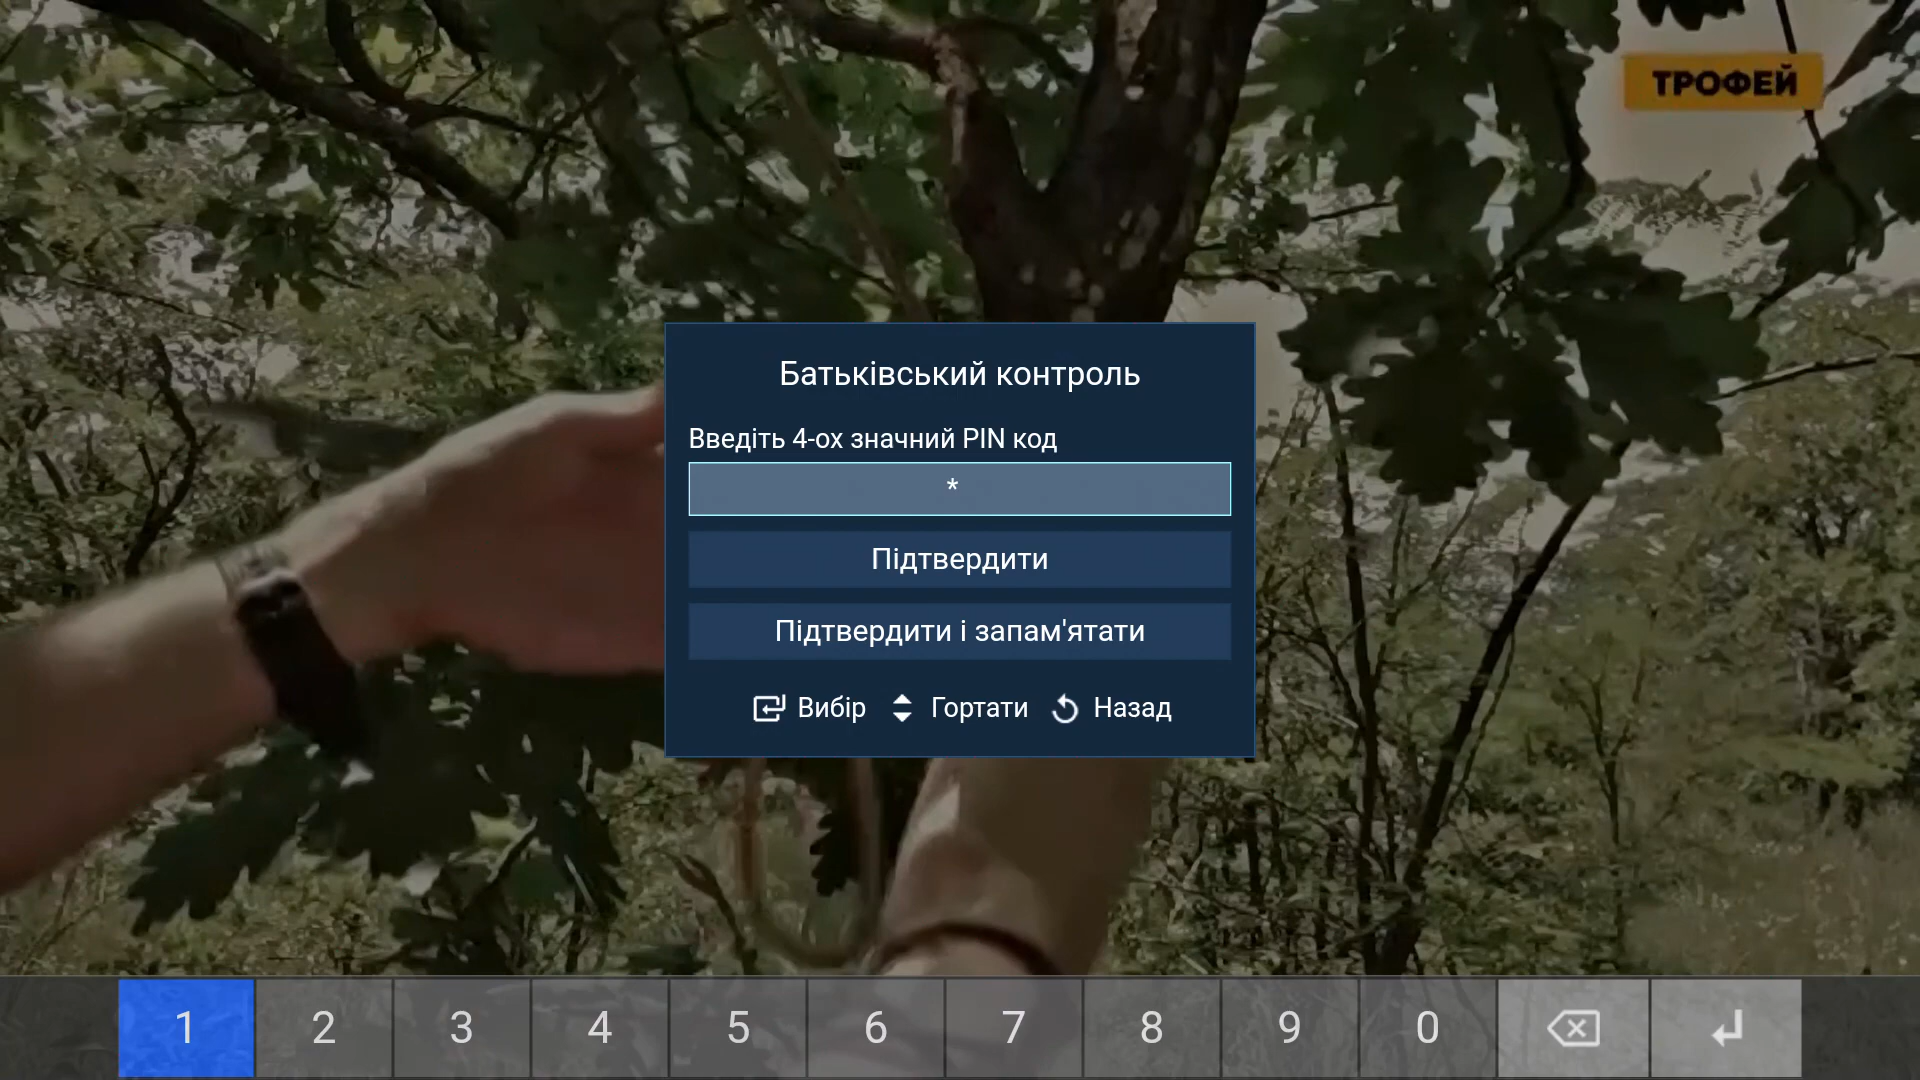 ТРОФЕЙ
Батьківський контроль
Введіть 4-ох значний PIN код
*
Підтвердити
Підтвердити і запам'ятати
Вибір Гортати Назад
1 2 3 4 5 6 7 8 9 0